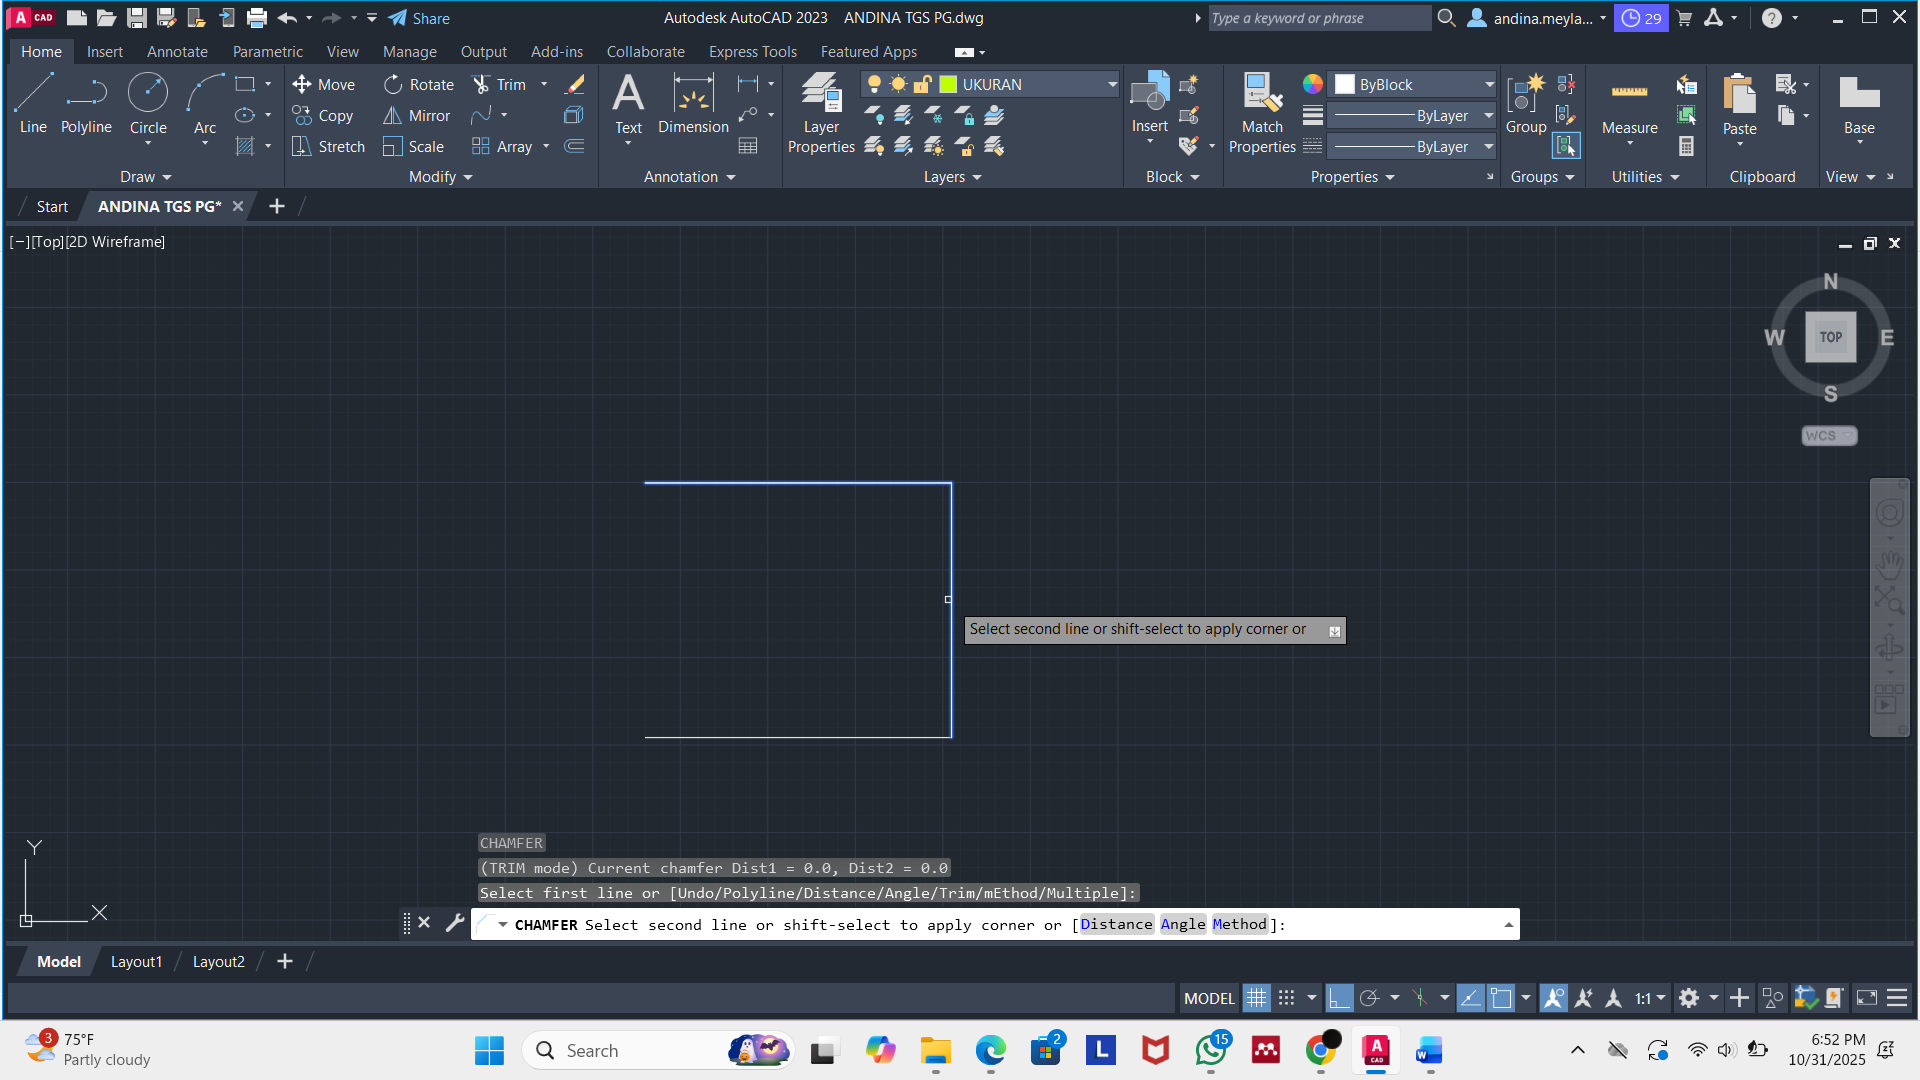 A CAD Share Autodesk AutoCAD 2023 ANDINA TGS PG.dwg Type a keyword or phrase andina.meyla... 29
Home Insert Annotate Parametric View Manage Output Add-ins Collaborate Express Tools Featured Apps
Line Polyline Circle Arc
Draw
Move Rotate Trim
Copy Mirror
Stretch Scale Array
Modify
Text Dimension
Annotation
Layer Properties
UKURAN
Layers
Insert
Block
Match Properties
ByBlock
ByLayer
ByLayer
Properties
Group
Groups
Measure
Utilities
Paste
Clipboard
Base
View
Start ANDINA TGS PG*
[−][Top][2D Wireframe]
N
W TOP E
S
WCS
Select second line or shift-select to apply corner or
CHAMFER
(TRIM mode) Current chamfer Dist1 = 0.0, Dist2 = 0.0
Select first line or [Undo/Polyline/Distance/Angle/Trim/mEthod/Multiple]:
CHAMFER Select second line or shift-select to apply corner or [Distance Angle Method]:
Y
X
Model Layout1 Layout2
MODEL 1:1
3 75°F
Partly cloudy
Search
2
L
15
A CAD
W
6:52 PM
10/31/2025